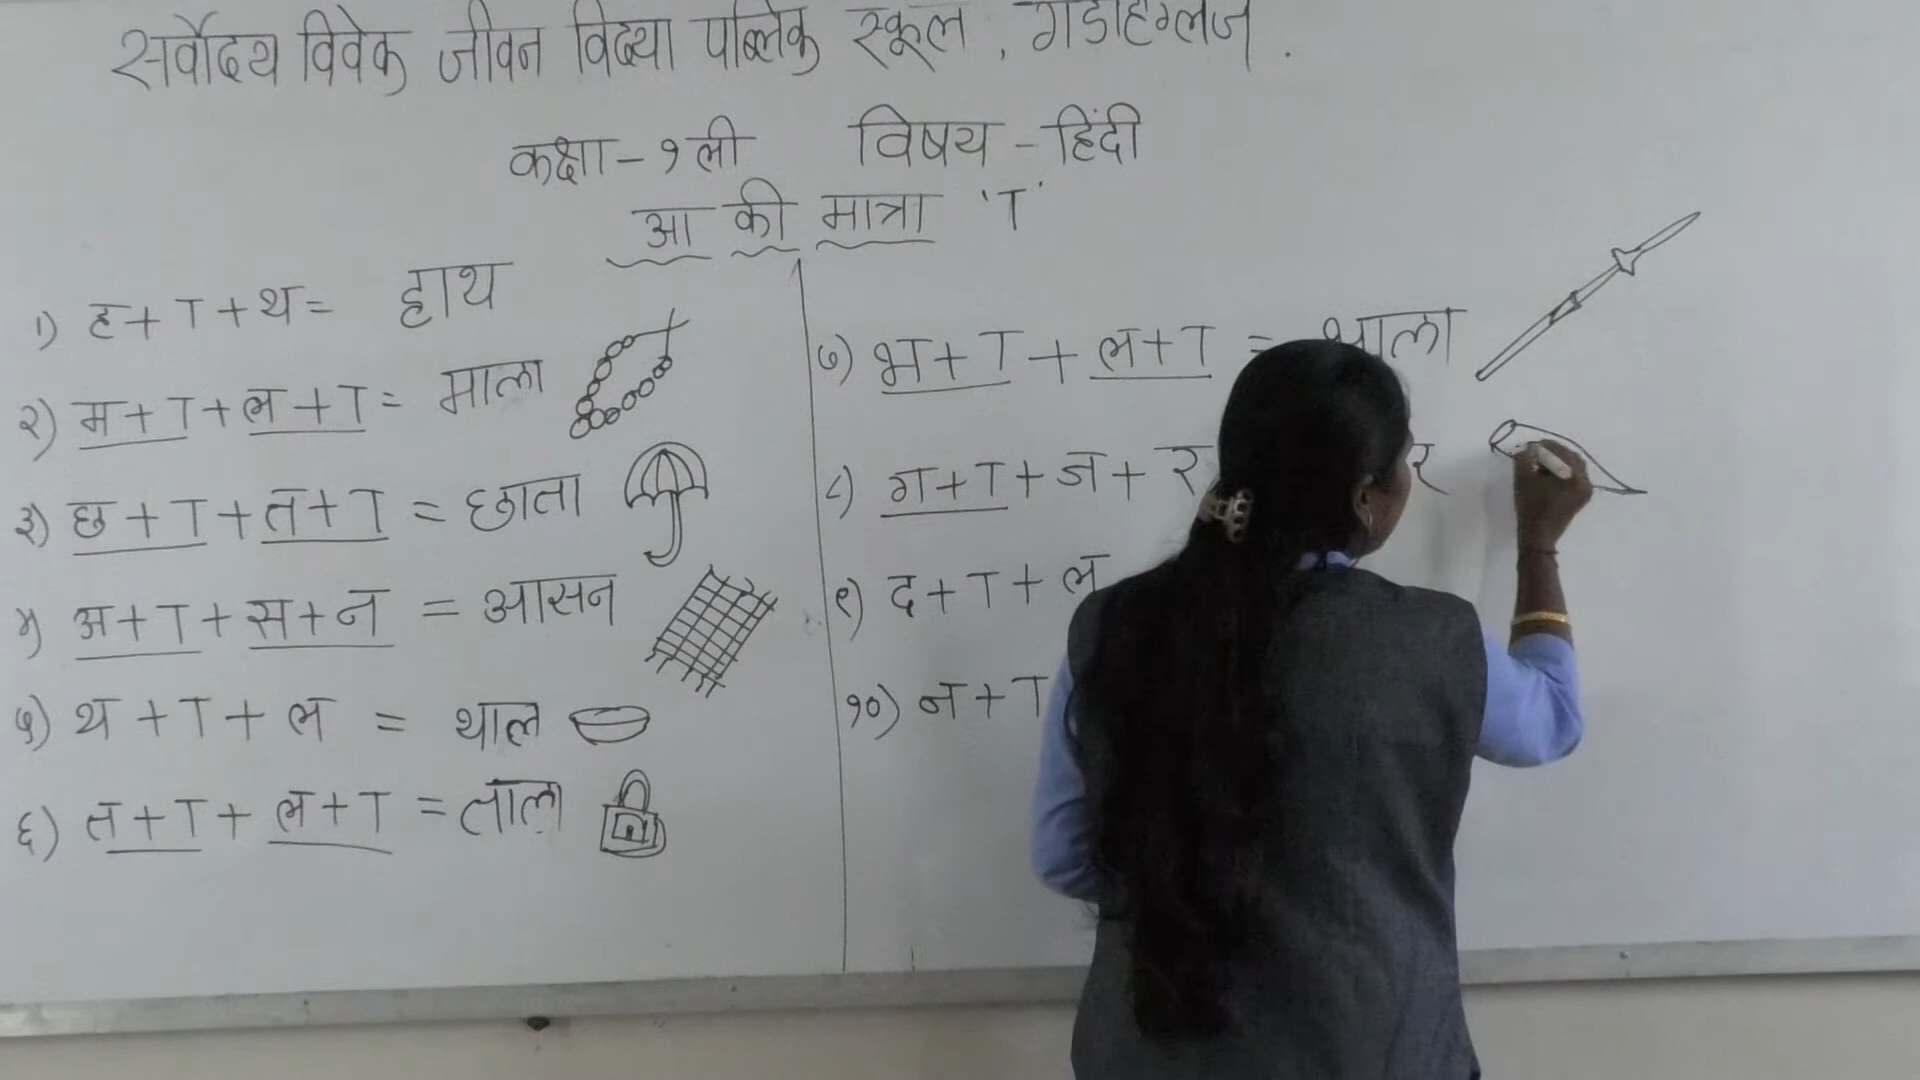 सर्वोदय विवेक जीवन विद्या पब्लिक स्कूल, गडहिंग्लज.
कक्षा - १ली विषय - हिंदी
आ की मात्रा 'ा'
१) ह + ा + थ = हाथ
२) म + ा + ल + ा = माला
३) छ + ा + त + ा = छाता
४) अ + ा + स + न = आसन
५) थ + ा + ल = थाल
६) त + ा + ल + ा = ताला
७) भ + ा + ल + ा = भाला
८) ग + ा + ज + र
९) द + ा + ल
१०) न + ा